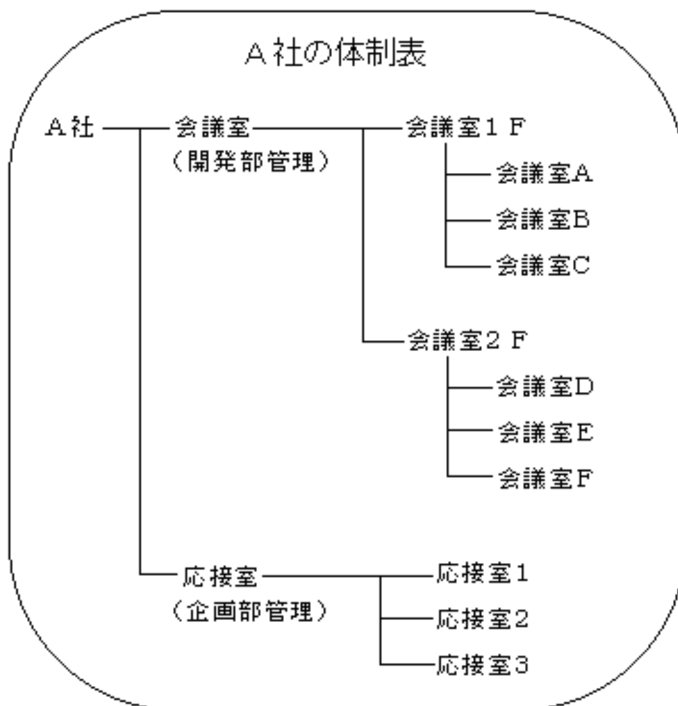 A社の体制表
A社
会議室
会議室1F
(開発部管理)
会議室A
会議室B
会議室C
会議室2F
会議室D
会議室E
会議室F
応接室
応接室1
(企画部管理)
応接室2
応接室3